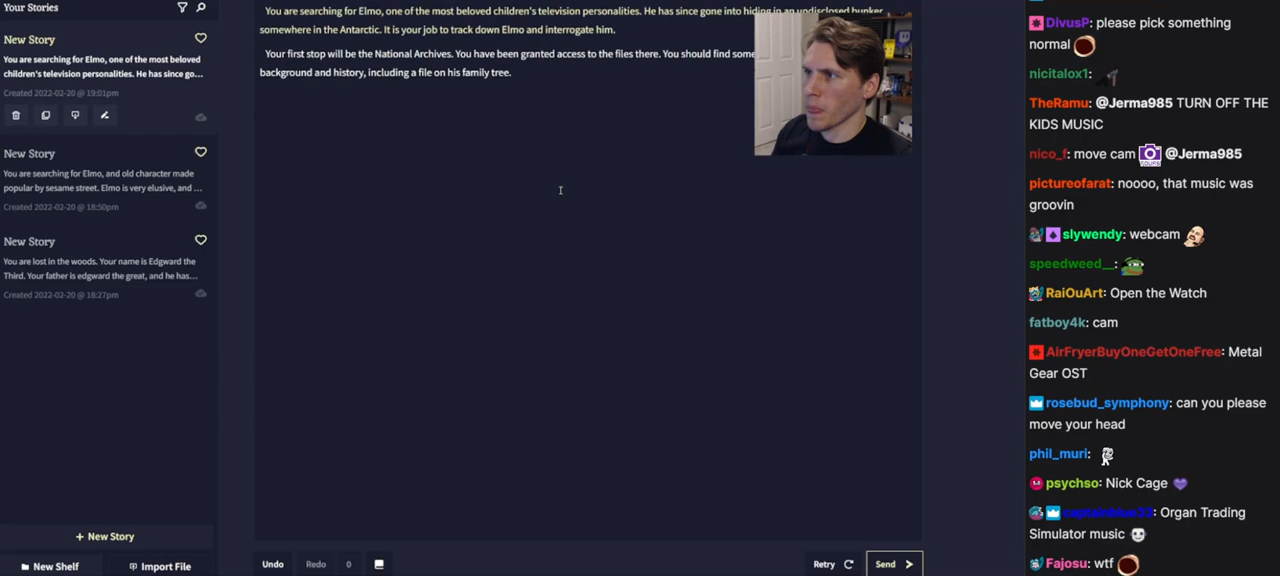 Your Stories
New Story
You are searching for Elmo, one of the most beloved
children's television personalities. He has since go...
Created 2022-02-20 @ 19:01pm
New Story
You are searching for Elmo, and old character made
popular by sesame street. Elmo is very elusive, and ...
Created 2022-02-20 @ 18:50pm
New Story
You are lost in the woods. Your name is Edgward the
Third. Your father is edgward the great, and he has...
Created 2022-02-20 @ 18:27pm
+ New Story
New Shelf
Import File
You are searching for Elmo, one of the most beloved children's television personalities. He has since gone into hiding in an undisclosed bunker
somewhere in the Antarctic. It is your job to track down Elmo and interrogate him.
Your first stop will be the National Archives. You have been granted access to the files there. You should find some
background and history, including a file on his family tree.
Undo
Redo
0
Retry
Send
DivusP: please pick something
normal
nicitalox1:
TheRamu: @Jerma985 TURN OFF THE
KIDS MUSIC
nico_f: move cam @Jerma985
pictureofarat: noooo, that music was
groovin
slywendy: webcam
speedweed__:
RaiOuArt: Open the Watch
fatboy4k: cam
AirFryerBuyOneGetOneFree: Metal
Gear OST
rosebud_symphony: can you please
move your head
phil_muri:
psychso: Nick Cage
captainblue33: Organ Trading
Simulator music
Fajosu: wtf